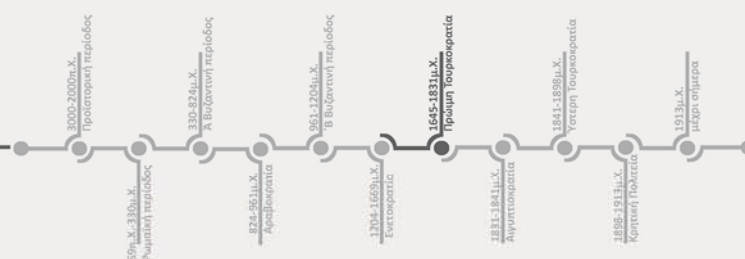 3000-2000π.Χ.
Προϊστορική περίοδος
69π.Χ.-330μ.Χ.
Ρωμαϊκή περίοδος
330-824μ.Χ.
Ά Βυζαντινή περίοδος
824-961μ.Χ.
Αραβοκρατία
961-1204μ.Χ.
Έ΄Β Βυζαντινή περίοδος
1204-1669μ.Χ.
Ενετοκρατία
1645-1831μ.Χ.
Πρώιμη Τουρκοκρατία
1831-1841μ.Χ.
Αιγυπτιοκρατία
1841-1898μ.Χ.
Ύστερη Τουρκοκρατία
1898-1913μ.Χ.
Κρητική Πολιτεία
1913μ.Χ.
μέχρι σήμερα